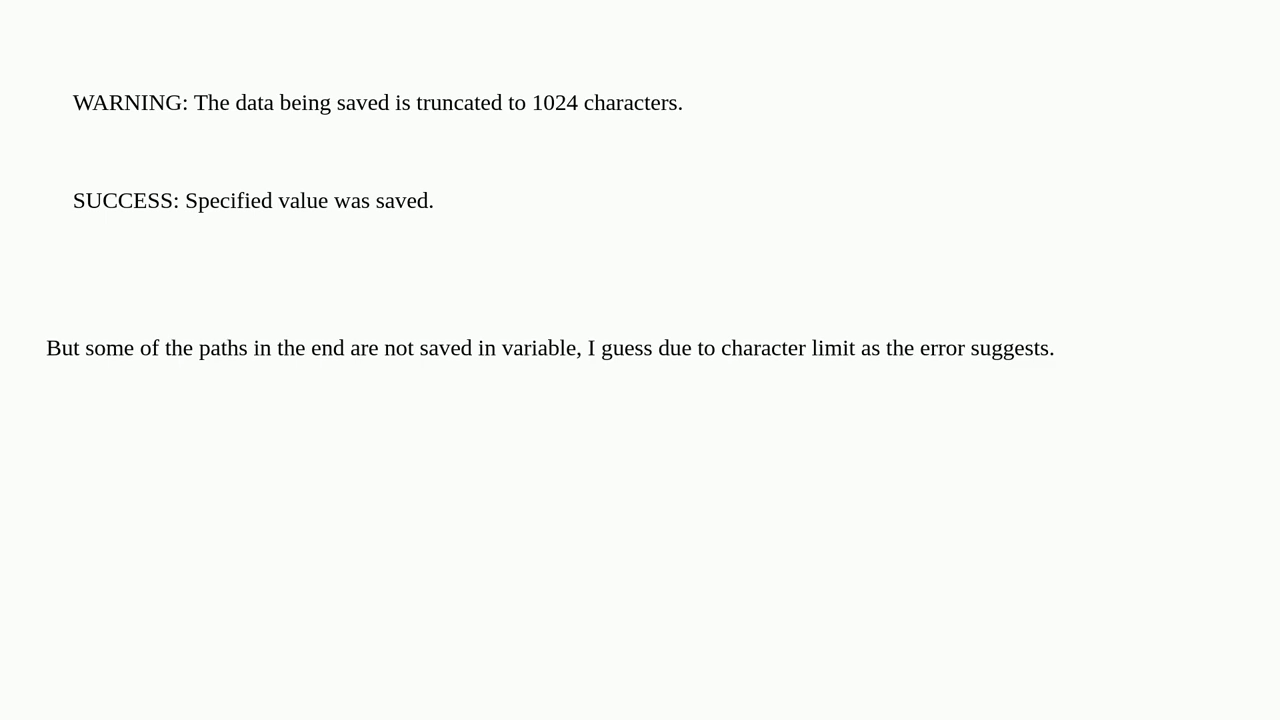 WARNING: The data being saved is truncated to 1024 characters.
SUCCESS: Specified value was saved.
But some of the paths in the end are not saved in variable, I guess due to character limit as the error suggests.